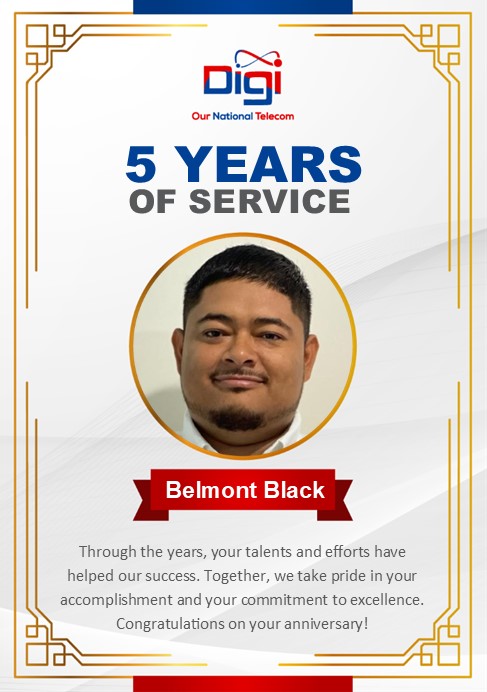 Digi
Our National Telecom
5 YEARS
OF SERVICE
Belmont Black
Through the years, your talents and efforts have
helped our success. Together, we take pride in your
accomplishment and your commitment to excellence.
Congratulations on your anniversary!